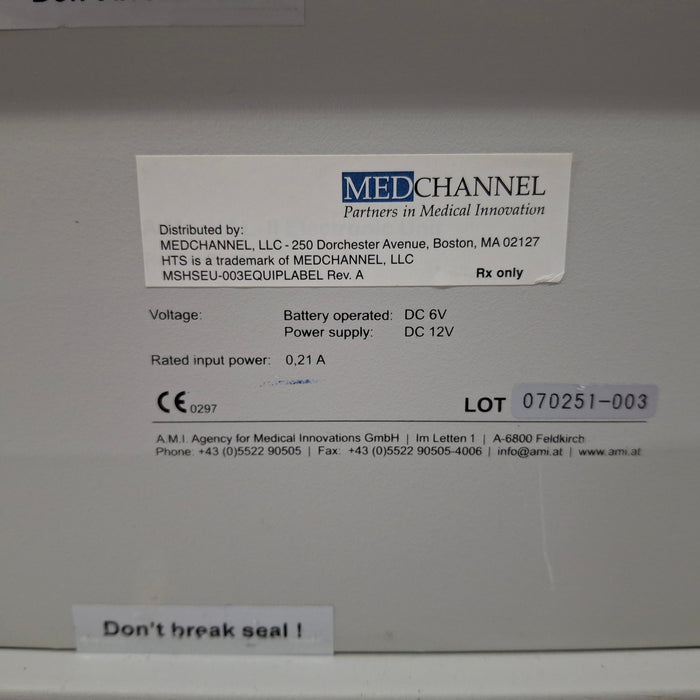 MEDCHANNEL
Partners in Medical Innovation
Distributed by:
MEDCHANNEL, LLC - 250 Dorchester Avenue, Boston, MA 02127
HTS is a trademark of MEDCHANNEL, LLC
MSHSEU-003EQUIPLABEL Rev. A Rx only
Voltage: Battery operated: DC 6V
Power supply: DC 12V
Rated input power: 0,21 A
CE 0297 LOT 070251-003
A.M.I. Agency for Medical Innovations GmbH | Im Letten 1 | A-6800 Feldkirch
Phone: +43 (0)5522 90505 | Fax: +43 (0)5522 90505-4006 | info@ami.at | www.ami.at
Don't break seal !